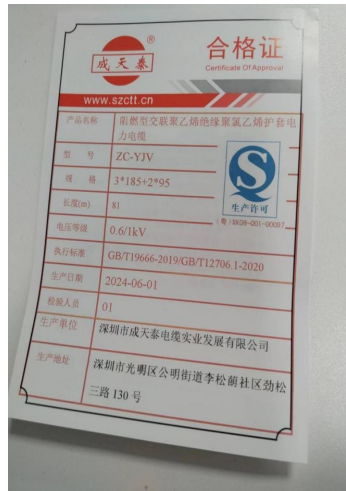 成天泰
®
合格证
Certificate Of Approval
www.szctt.cn
产品名称 阻燃型交联聚乙烯绝缘聚氯乙烯护套电
力电缆
型 号 ZC-YJV
规 格 3*185+2*95
长度(m) 81
电压等级 0.6/1kV
执行标准 GB/T19666-2019/GB/T12706.1-2020
生产日期 2024-06-01
检验人员 01
生产单位 深圳市成天泰电缆实业发展有限公司
生产地址 深圳市光明区公明街道李松蓢社区劲松
三路130号
生产许可